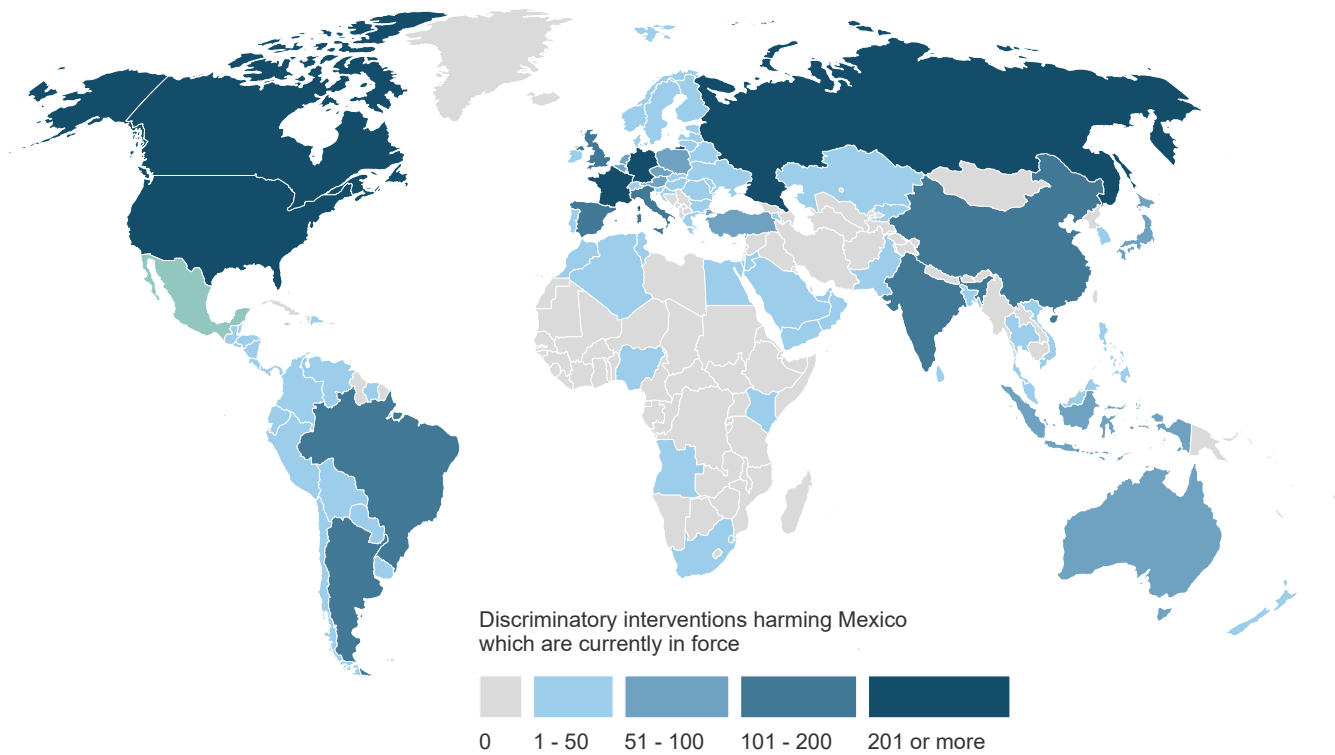 Discriminatory interventions harming Mexico
which are currently in force
0 1 - 50 51 - 100 101 - 200 201 or more